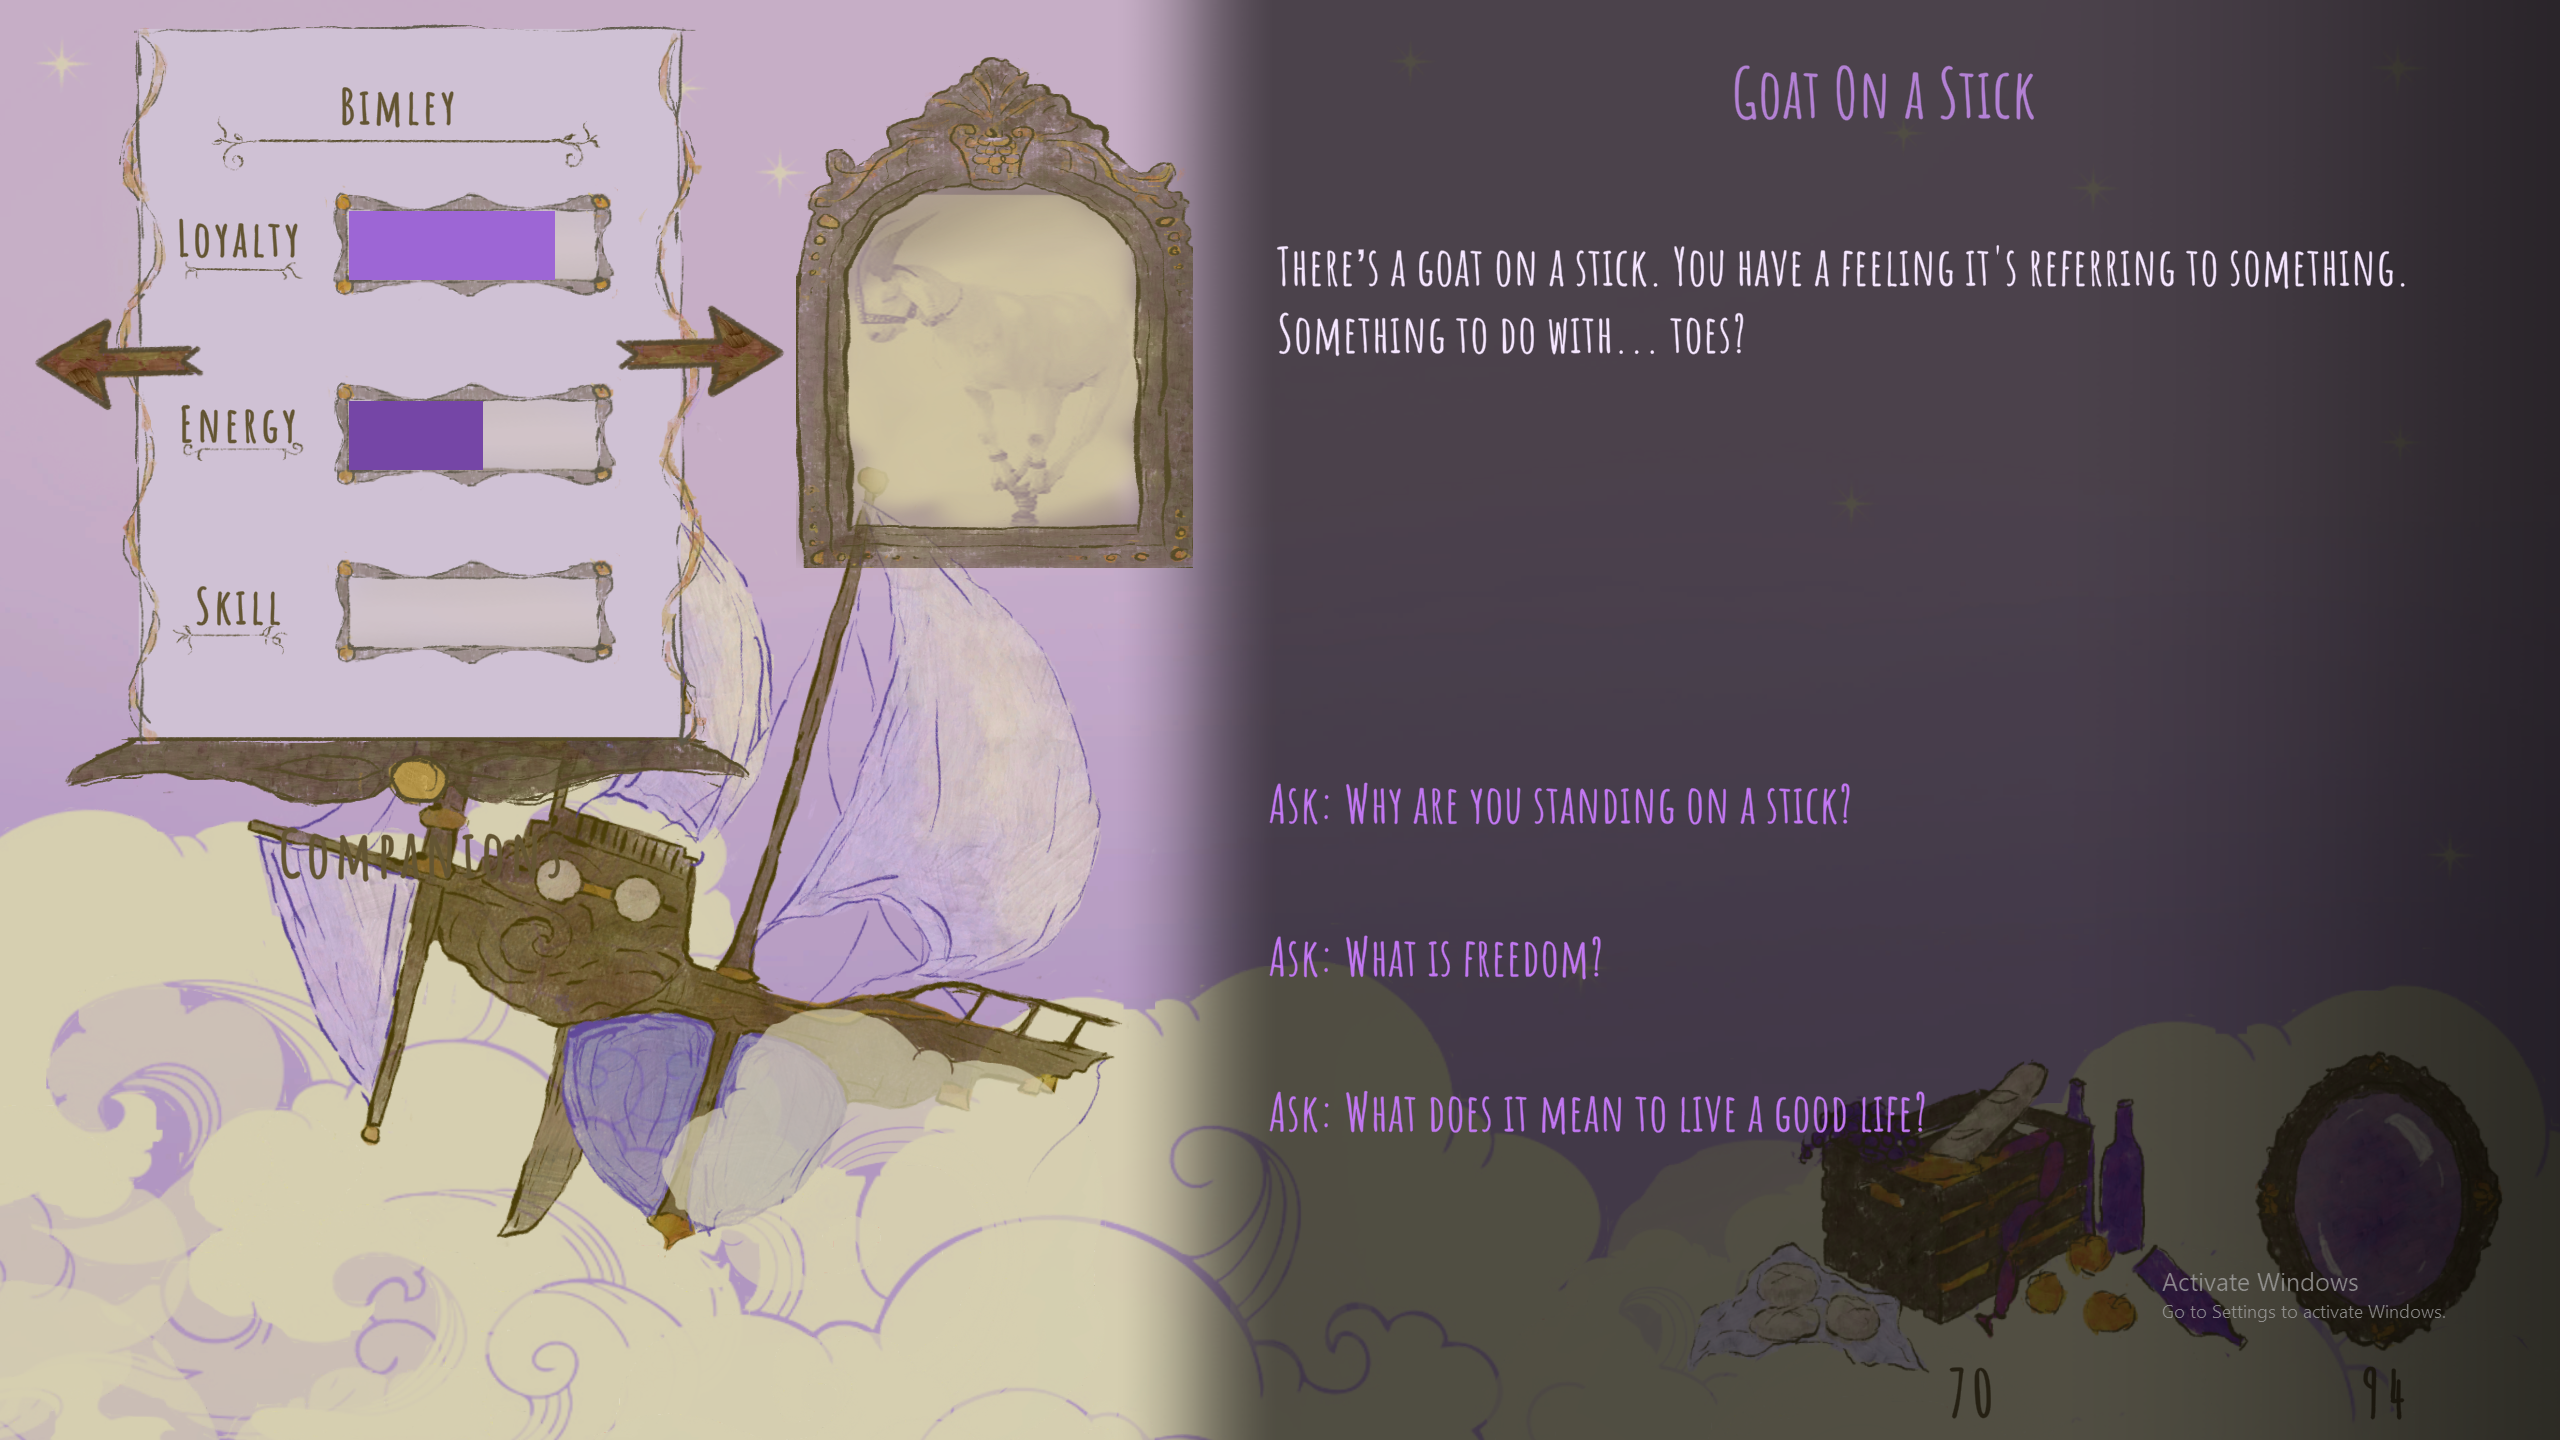 Bimley
Loyalty
Energy
Skill
Companions
Goat On a Stick
There’s a goat on a stick. You have a feeling it's referring to something.
Something to do with... toes?
Ask: Why are you standing on a stick?
Ask: What is freedom?
Ask: What does it mean to live a good life?
Activate Windows
Go to Settings to activate Windows.
70
94